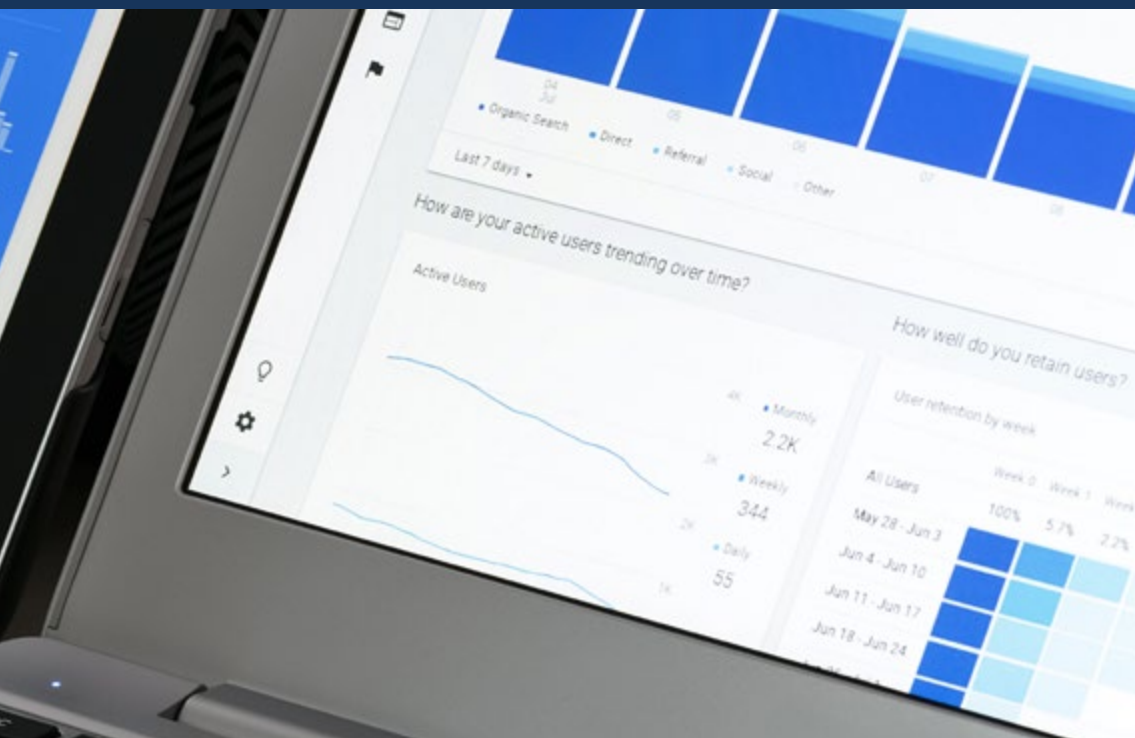 04
Jul
05
06
07
08
Organic Search
Direct
Referral
Social
Other
Last 7 days
How are your active users trending over time?
Active Users
4K
3K
2K
1K
Monthly
2.2K
Weekly
344
Daily
55
How well do you retain users?
User retention by week
Week 0 Week 1 Week
All Users
100% 5.7% 2.2%
May 28 - Jun 3
Jun 4 - Jun 10
Jun 11 - Jun 17
Jun 18 - Jun 24